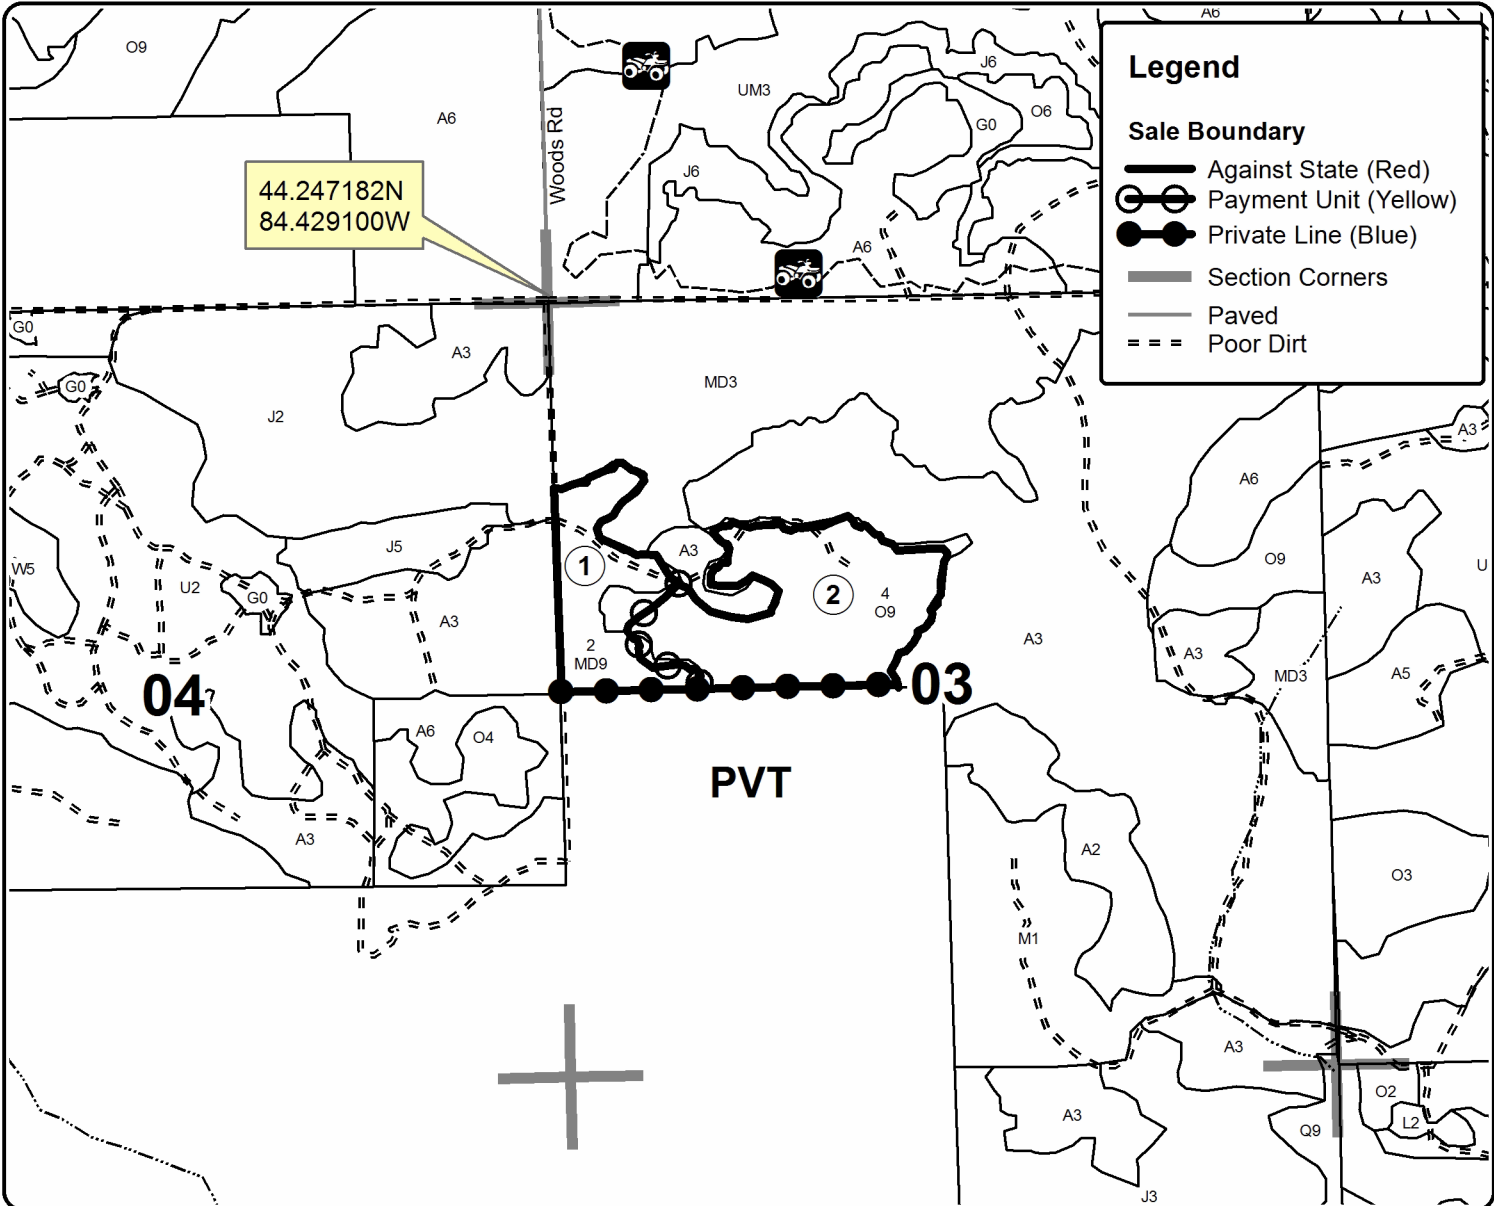 A6
O9
J6
UM3
O6
A6
G0
Woods Rd
J6
44.247182N
84.429100W
A6
Legend
Sale Boundary
Against State (Red)
Payment Unit (Yellow)
Private Line (Blue)
Section Corners
Paved
Poor Dirt
G0
A3
G0
MD3
J2
A3
A6
J5
A3
O9
W5
1
A3
U
U2
G0
2
4
O9
A3
A3
2
MD9
A3
MD3
A5
04
03
A6
O4
PVT
A3
A2
O3
M1
A3
O2
A3
L2
Q9
J3